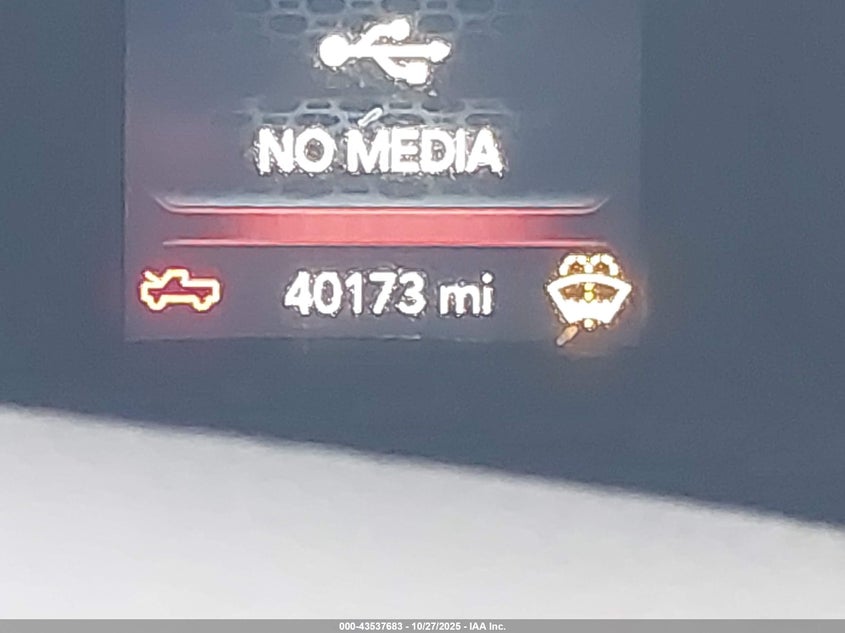 NO MEDIA
40173 mi
000-43537683 - 10/27/2025 - IAA Inc.